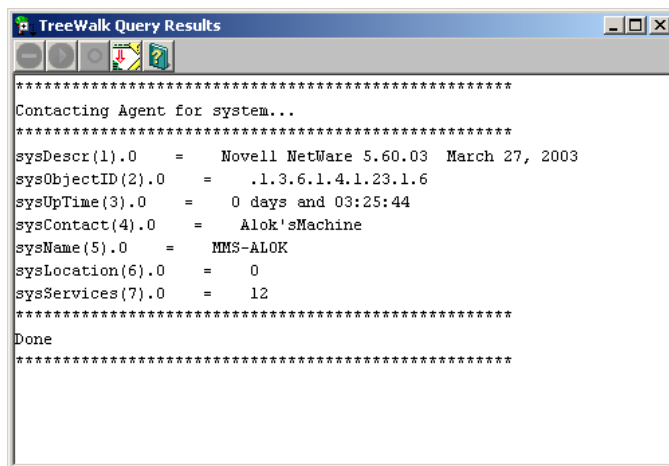 TreeWalk Query Results
****************************************************
Contacting Agent for system...
****************************************************
sysDescr(1).0    =    Novell NetWare 5.60.03  March 27, 2003
sysObjectID(2).0    =    .1.3.6.1.4.1.23.1.6
sysUpTime(3).0    =    0 days and 03:25:44
sysContact(4).0    =    Alok'sMachine
sysName(5).0    =    MMS-ALOK
sysLocation(6).0    =    0
sysServices(7).0    =    12
****************************************************
Done
****************************************************